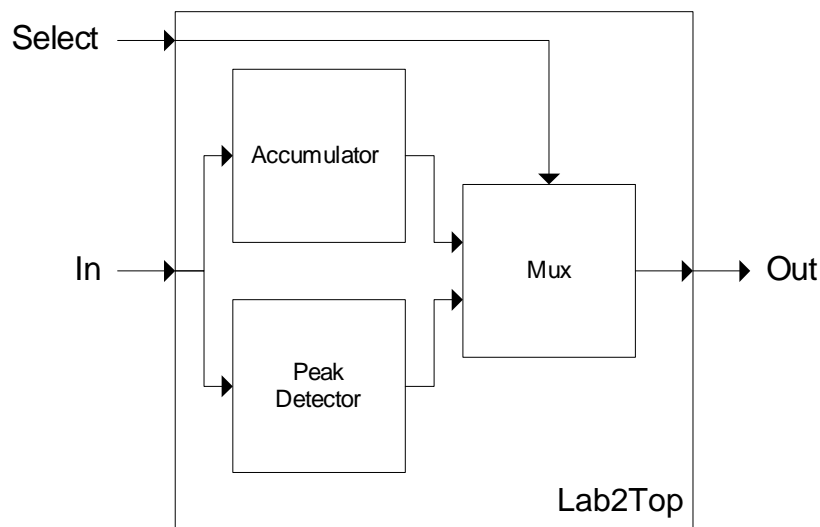 Select
Accumulator
In
Mux
Out
Peak
Detector
Lab2Top